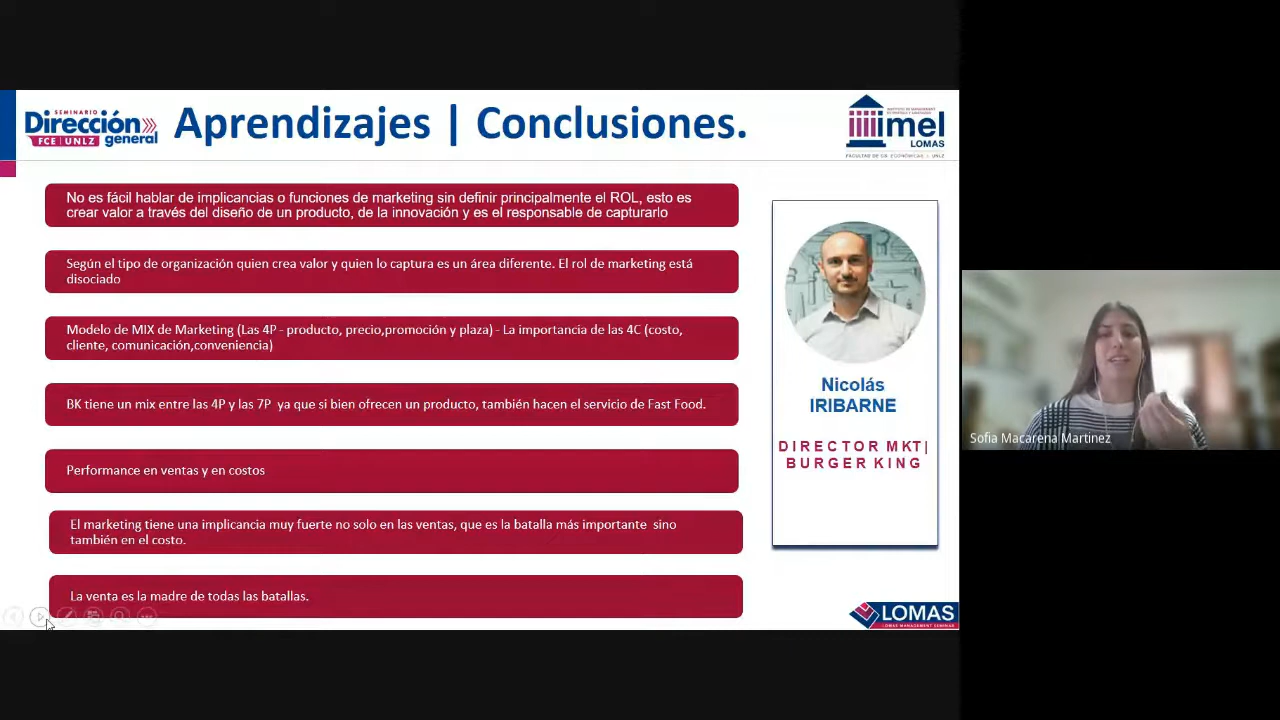 SEMINARIO
Dirección
FCE | UNLZ general
Aprendizajes | Conclusiones.
imel
LOMAS
No es fácil hablar de implicancias o funciones de marketing sin definir principalmente el ROL, esto es
crear valor a través del diseño de un producto, de la innovación y es el responsable de capturarlo
Según el tipo de organización quien crea valor y quien lo captura es un área diferente. El rol de marketing está
disociado
Modelo de MIX de Marketing (Las 4P - producto, precio,promoción y plaza) - La importancia de las 4C (costo,
cliente, comunicación,conveniencia)
BK tiene un mix entre las 4P y las 7P ya que si bien ofrecen un producto, también hacen el servicio de Fast Food.
Performance en ventas y en costos
El marketing tiene una implicancia muy fuerte no solo en las ventas, que es la batalla más importante sino
también en el costo.
La venta es la madre de todas las batallas.
Nicolás
IRIBARNE
DIRECTOR MKT|
BURGER KING
LOMAS
LOMAS MANAGEMENT SEMINAR
Sofia Macarena Martinez